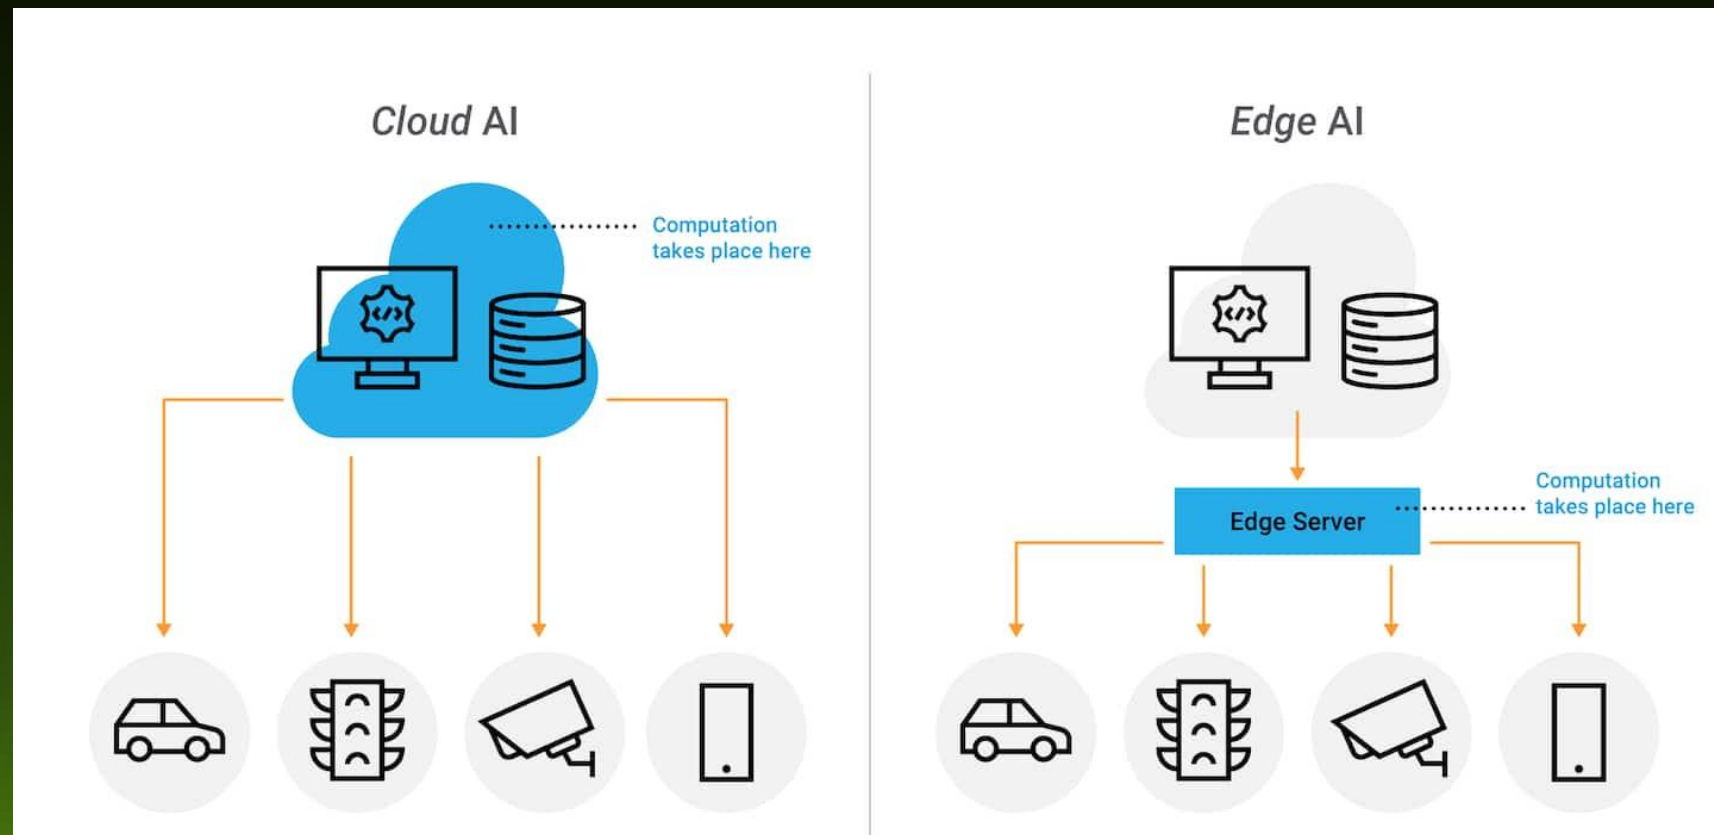 Cloud AI
Computation
takes place here
</>
Edge AI
</>
Computation
takes place here
Edge Server